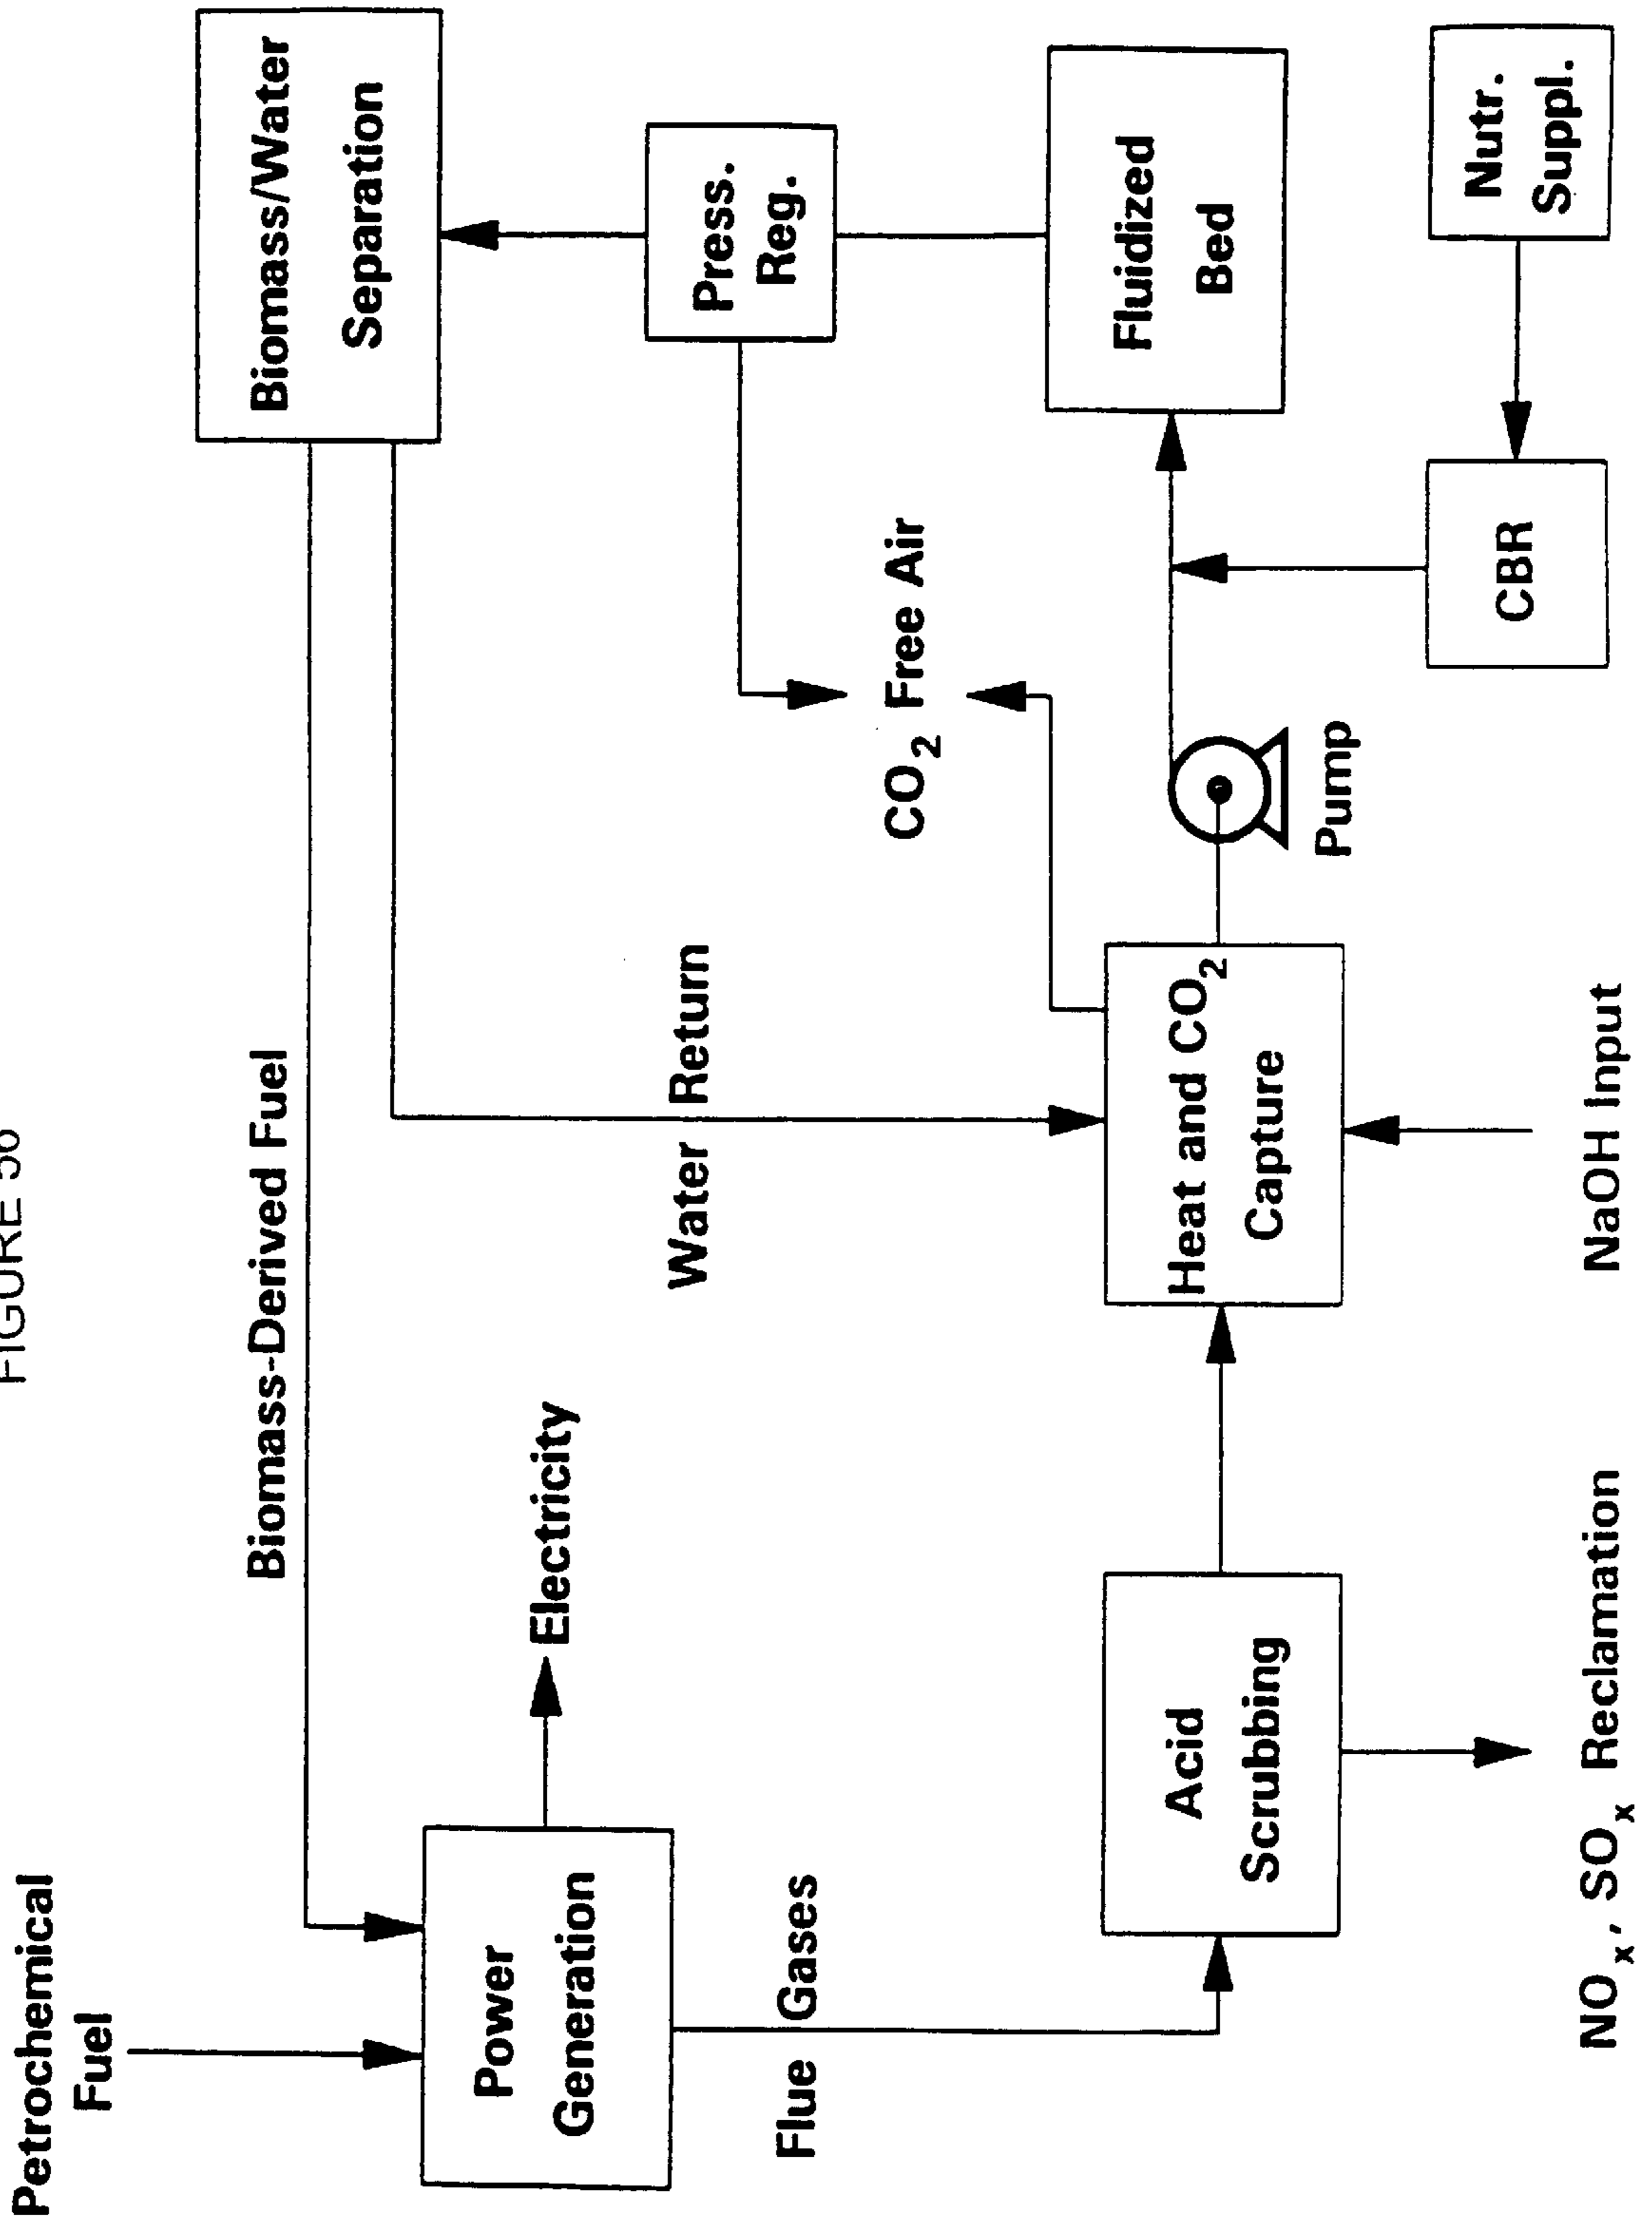 FIGURE 56
Petrochemical
Fuel
Biomass-Derived Fuel
Biomass/Water
Separation
Power
Generation
Electricity
Water Return
Press.
Reg.
Flue Gases
CO₂ Free Air
Acid
Scrubbing
Heat and CO₂
Capture
Pump
Fluidized
Bed
NOₓ, SOₓ Reclamation
NaOH Input
CBR
Nutr.
Suppl.